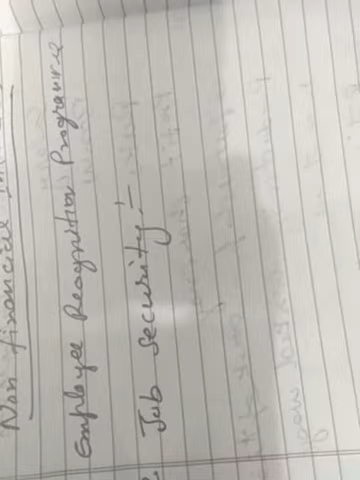 Non financial
Employee Recognition Programme
Job security :-